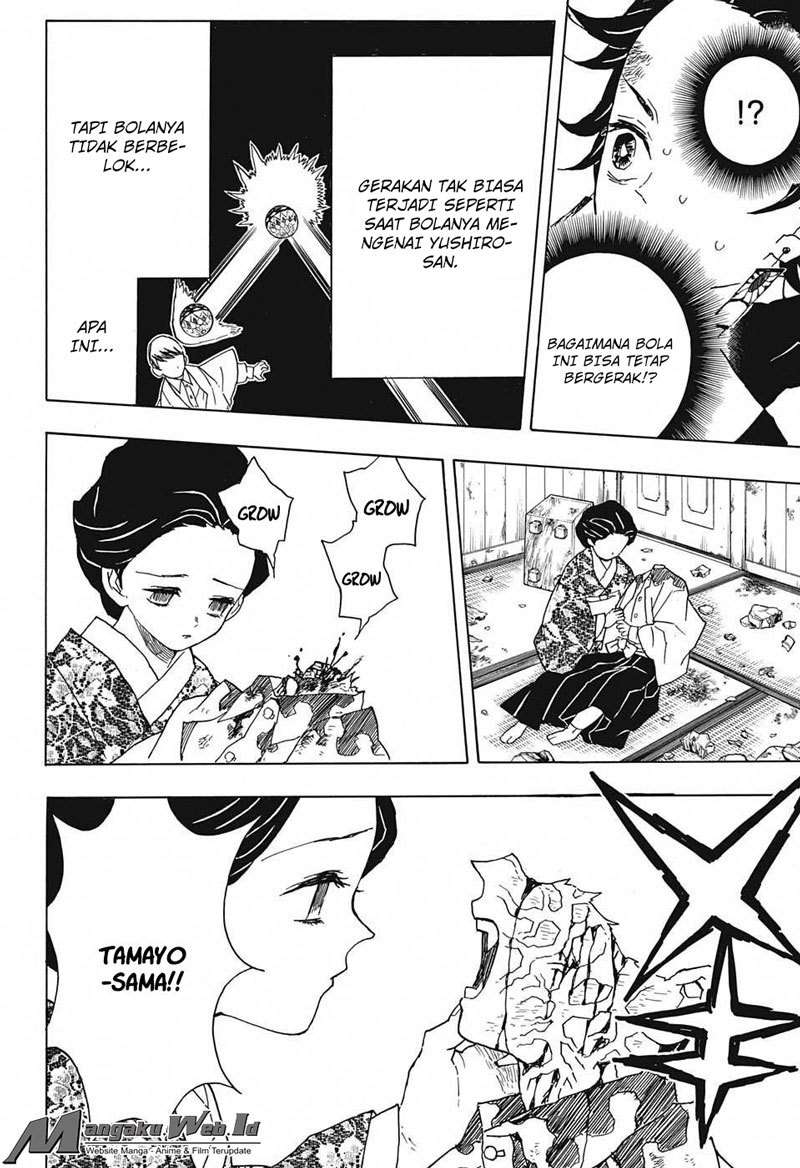 !?
BAGAIMANA BOLA
INI BISA TETAP
BERGERAK!?
GERAKAN TAK BIASA
TERJADI SEPERTI
SAAT BOLANYA ME-
NGENAI YUSHIRO-
SAN.
TAPI BOLANYA
TIDAK BERBE-
LOK...
APA
INI...
GROW
GROW
GROW
TAMAYO
-SAMA!!
Mangaku.Web.Id
Website Manga - Anime & Film Terupdate